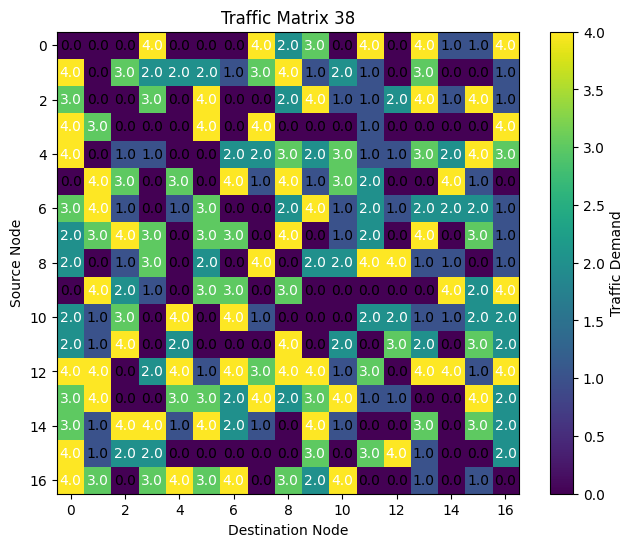 Traffic Matrix 38
0 0.0 0.0 0.0 4.0 0.0 0.0 0.0 4.0 2.0 3.0 0.0 4.0 0.0 4.0 1.0 1.0 4.0
4.0 0.0 3.0 2.0 2.0 2.0 1.0 3.0 4.0 1.0 2.0 1.0 0.0 3.0 0.0 0.0 1.0
2 3.0 0.0 0.0 3.0 0.0 4.0 0.0 0.0 2.0 4.0 1.0 1.0 2.0 4.0 1.0 4.0 1.0
4.0 3.0 0.0 0.0 0.0 4.0 0.0 4.0 0.0 0.0 0.0 1.0 0.0 0.0 0.0 0.0 4.0
4 4.0 0.0 1.0 1.0 0.0 0.0 2.0 2.0 3.0 2.0 3.0 1.0 1.0 3.0 2.0 4.0 3.0
0.0 4.0 3.0 0.0 3.0 0.0 4.0 1.0 4.0 1.0 3.0 2.0 0.0 0.0 4.0 1.0 0.0
6 3.0 4.0 1.0 0.0 1.0 3.0 0.0 0.0 2.0 4.0 1.0 2.0 1.0 2.0 2.0 2.0 1.0
2.0 3.0 4.0 3.0 0.0 3.0 3.0 0.0 4.0 0.0 1.0 2.0 0.0 4.0 0.0 3.0 1.0
8 2.0 0.0 1.0 3.0 0.0 2.0 0.0 4.0 0.0 2.0 2.0 4.0 4.0 1.0 1.0 0.0 1.0
0.0 4.0 2.0 1.0 0.0 3.0 3.0 0.0 3.0 0.0 0.0 0.0 0.0 0.0 4.0 2.0 4.0
10 2.0 1.0 3.0 0.0 4.0 0.0 4.0 1.0 0.0 0.0 0.0 2.0 2.0 1.0 1.0 2.0 2.0
2.0 1.0 4.0 0.0 2.0 0.0 0.0 0.0 4.0 0.0 2.0 0.0 3.0 2.0 0.0 3.0 2.0
12 4.0 4.0 0.0 2.0 4.0 1.0 4.0 3.0 4.0 4.0 1.0 3.0 0.0 4.0 4.0 1.0 4.0
3.0 4.0 0.0 0.0 3.0 3.0 2.0 4.0 2.0 3.0 4.0 1.0 1.0 0.0 0.0 4.0 2.0
14 3.0 1.0 4.0 4.0 1.0 4.0 2.0 1.0 0.0 4.0 1.0 0.0 0.0 3.0 0.0 3.0 2.0
4.0 1.0 2.0 2.0 0.0 0.0 0.0 0.0 0.0 3.0 0.0 3.0 4.0 1.0 0.0 0.0 2.0
16 4.0 3.0 0.0 3.0 4.0 3.0 4.0 0.0 3.0 2.0 4.0 0.0 0.0 1.0 0.0 1.0 0.0
0 2 4 6 8 10 12 14 16
Destination Node
Source Node
4.0
3.5
3.0
2.5
2.0
1.5
1.0
0.5
0.0
Traffic Demand